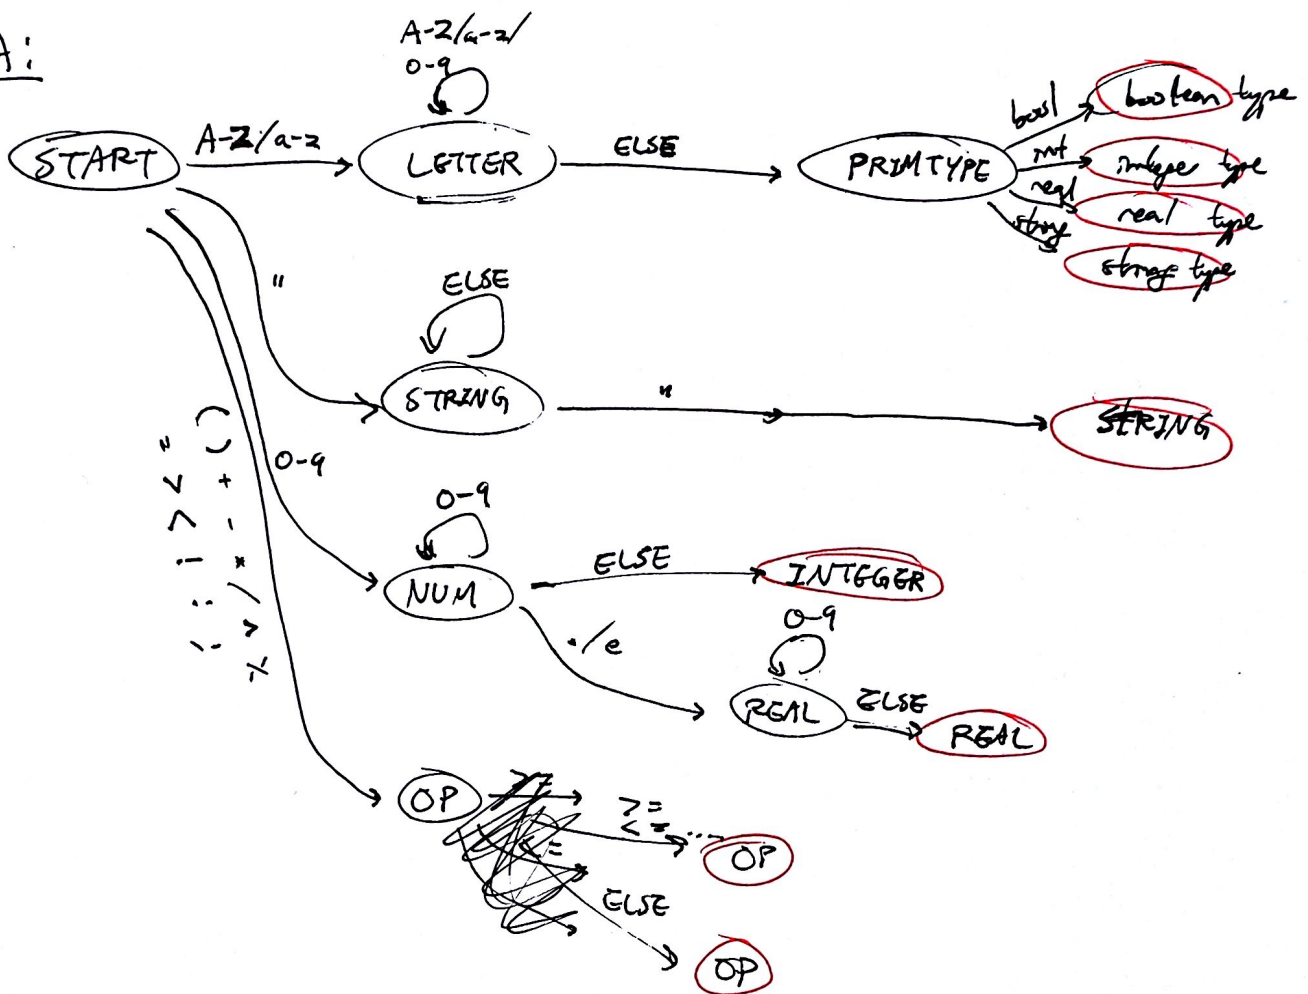 A:
A-Z/a-z/
0-9
START
A-Z/a-z
LETTER
ELSE
PRIMTYPE
bool
boolean type
int
integer type
real
real type
string
string type
"
ELSE
STRING
"
STRING
0-9
0-9
NUM
ELSE
INTEGER
./e
0-9
REAL
ELSE
REAL
( )
= + -
< > * /
! : ^
; %
OP
>=
<= ....
OP
<=
ELSE
OP